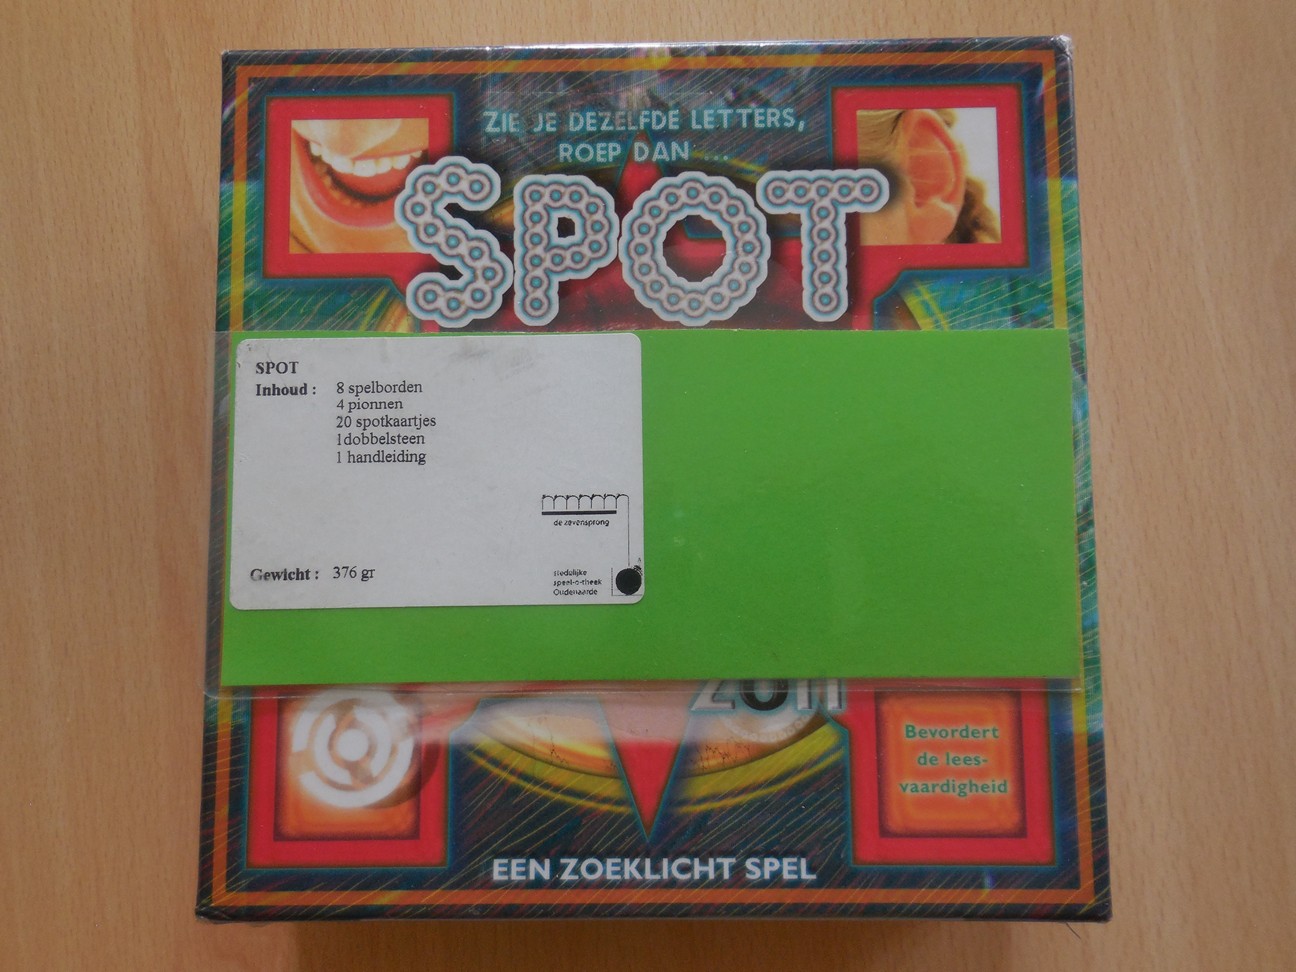 ZIE JE DEZELFDE LETTERS,
ROEP DAN ...
SPOT
SPOT
Inhoud : 8 spelborden
4 pionnen
20 spotkaartjes
1dobbelsteen
1 handleiding
de zevensprong
Gewicht : 376 gr
stedelijke
speel-o-theek
Oudenaarde
Bevordert
de lees-
vaardigheid
EEN ZOEKLICHT SPEL